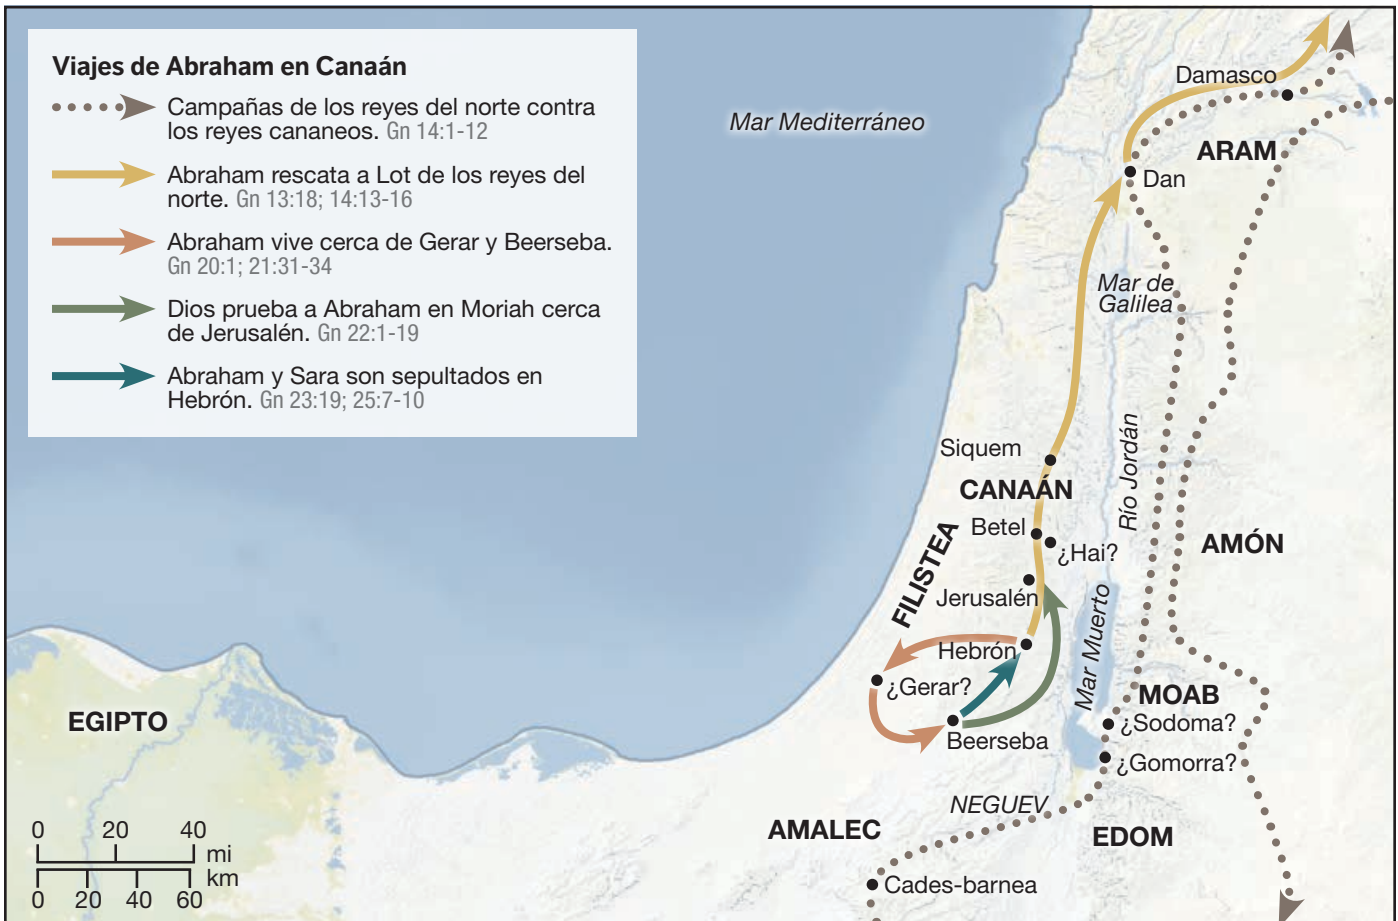 Viajes de Abraham en Canaán
Campañas de los reyes del norte contra
los reyes cananeos. Gn 14:1-12
Abraham rescata a Lot de los reyes del
norte. Gn 13:18; 14:13-16
Abraham vive cerca de Gerar y Beerseba.
Gn 20:1; 21:31-34
Dios prueba a Abraham en Moriah cerca
de Jerusalén. Gn 22:1-19
Abraham y Sara son sepultados en
Hebrón. Gn 23:19; 25:7-10
Mar Mediterráneo
Damasco
ARAM
Dan
Mar de
Galilea
Siquem
CANAÁN
Río Jordán
Betel
¿Hai?
AMÓN
FILISTEA
Jerusalén
Mar Muerto
Hebrón
¿Gerar?
MOAB
EGIPTO
¿Sodoma?
Beerseba
¿Gomorra?
NEGUEV
AMALEC
EDOM
Cades-barnea
0 20 40
mi
km
0 20 40 60